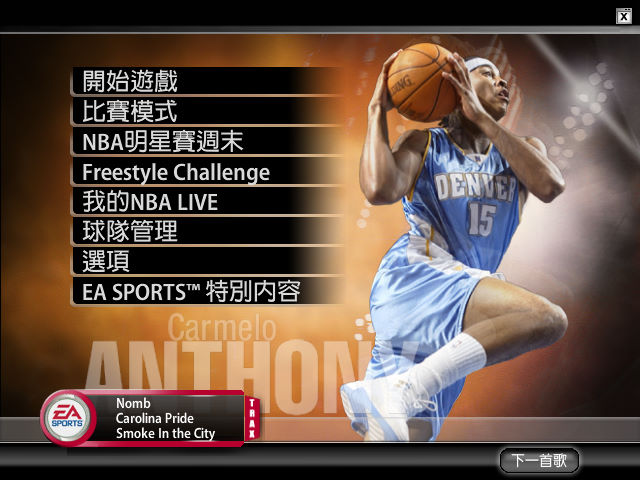 X
開始遊戲
比賽模式
NBA明星賽週末
Freestyle Challenge
我的NBA LIVE
球隊管理
選項
EA SPORTS™ 特別內容
SPALDING
DENVER
15
Carmelo
ANTHONY
EA
SPORTS
Nomb
Carolina Pride
Smoke In the City
TRAX
下一首歌